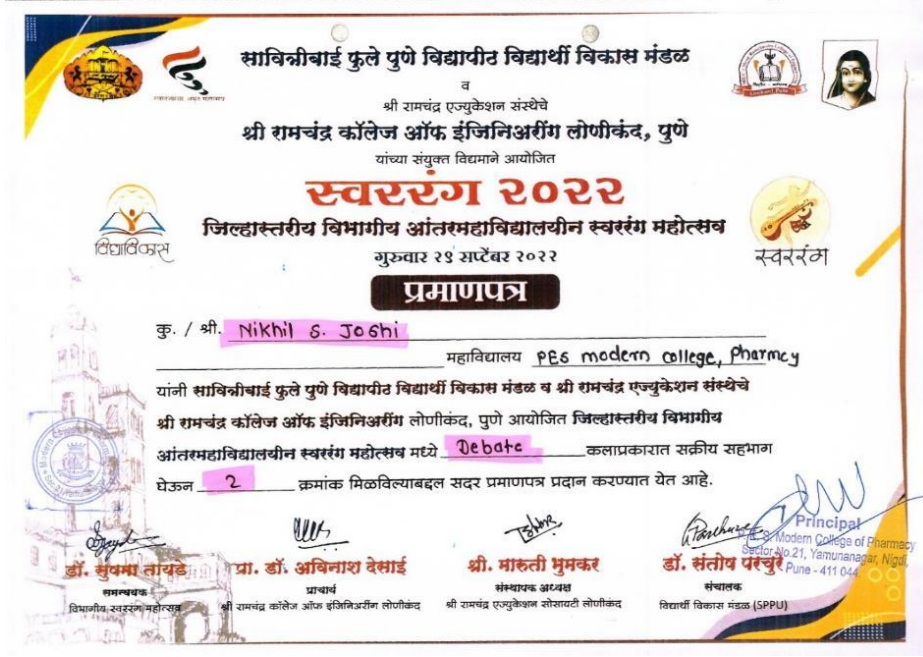 सावित्रीबाई फुले पुणे विद्यापीठ विद्यार्थी विकास मंडळ
व
श्री रामचंद्र एज्युकेशन संस्थेचे
श्री रामचंद्र कॉलेज ऑफ इंजिनिअरींग लोणीकंद, पुणे
यांच्या संयुक्त विद्यमाने आयोजित
स्वररंग २०२२
जिल्हास्तरीय विभागीय आंतरमहाविद्यालयीन स्वररंग महोत्सव
विद्याविकास
गुरुवार २९ सप्टेंबर २०२२
स्वररंग
प्रमाणपत्र
कु. / श्री. Nikhil S. Joshi
महाविद्यालय PES modern college, Pharmcy
यांनी सावित्रीबाई फुले पुणे विद्यापीठ विद्यार्थी विकास मंडळ व श्री रामचंद्र एज्युकेशन संस्थेचे
श्री रामचंद्र कॉलेज ऑफ इंजिनिअरींग लोणीकंद, पुणे आयोजित जिल्हास्तरीय विभागीय
आंतरमहाविद्यालयीन स्वररंग महोत्सव मध्ये Debate कलाप्रकारात सक्रीय सहभाग
घेऊन 2 क्रमांक मिळविल्याबद्दल सदर प्रमाणपत्र प्रदान करण्यात येत आहे.
Principal
P.E.S. Modern College of Pharmacy
Sector No.21, Yamunanagar, Nigdi,
Pune - 411 044.
डॉ. सुषमा तायडे
समन्वयक
विभागीय स्वररंग महोत्सव
प्रा. डॉ. अविनाश देसाई
प्राचार्य
श्री रामचंद्र कॉलेज ऑफ इंजिनिअरींग लोणीकंद
श्री. मारुती भुमकर
संस्थापक अध्यक्ष
श्री रामचंद्र एज्युकेशन सोसायटी लोणीकंद
डॉ. संतोष परचुरे
संचालक
विद्यार्थी विकास मंडळ (SPPU)